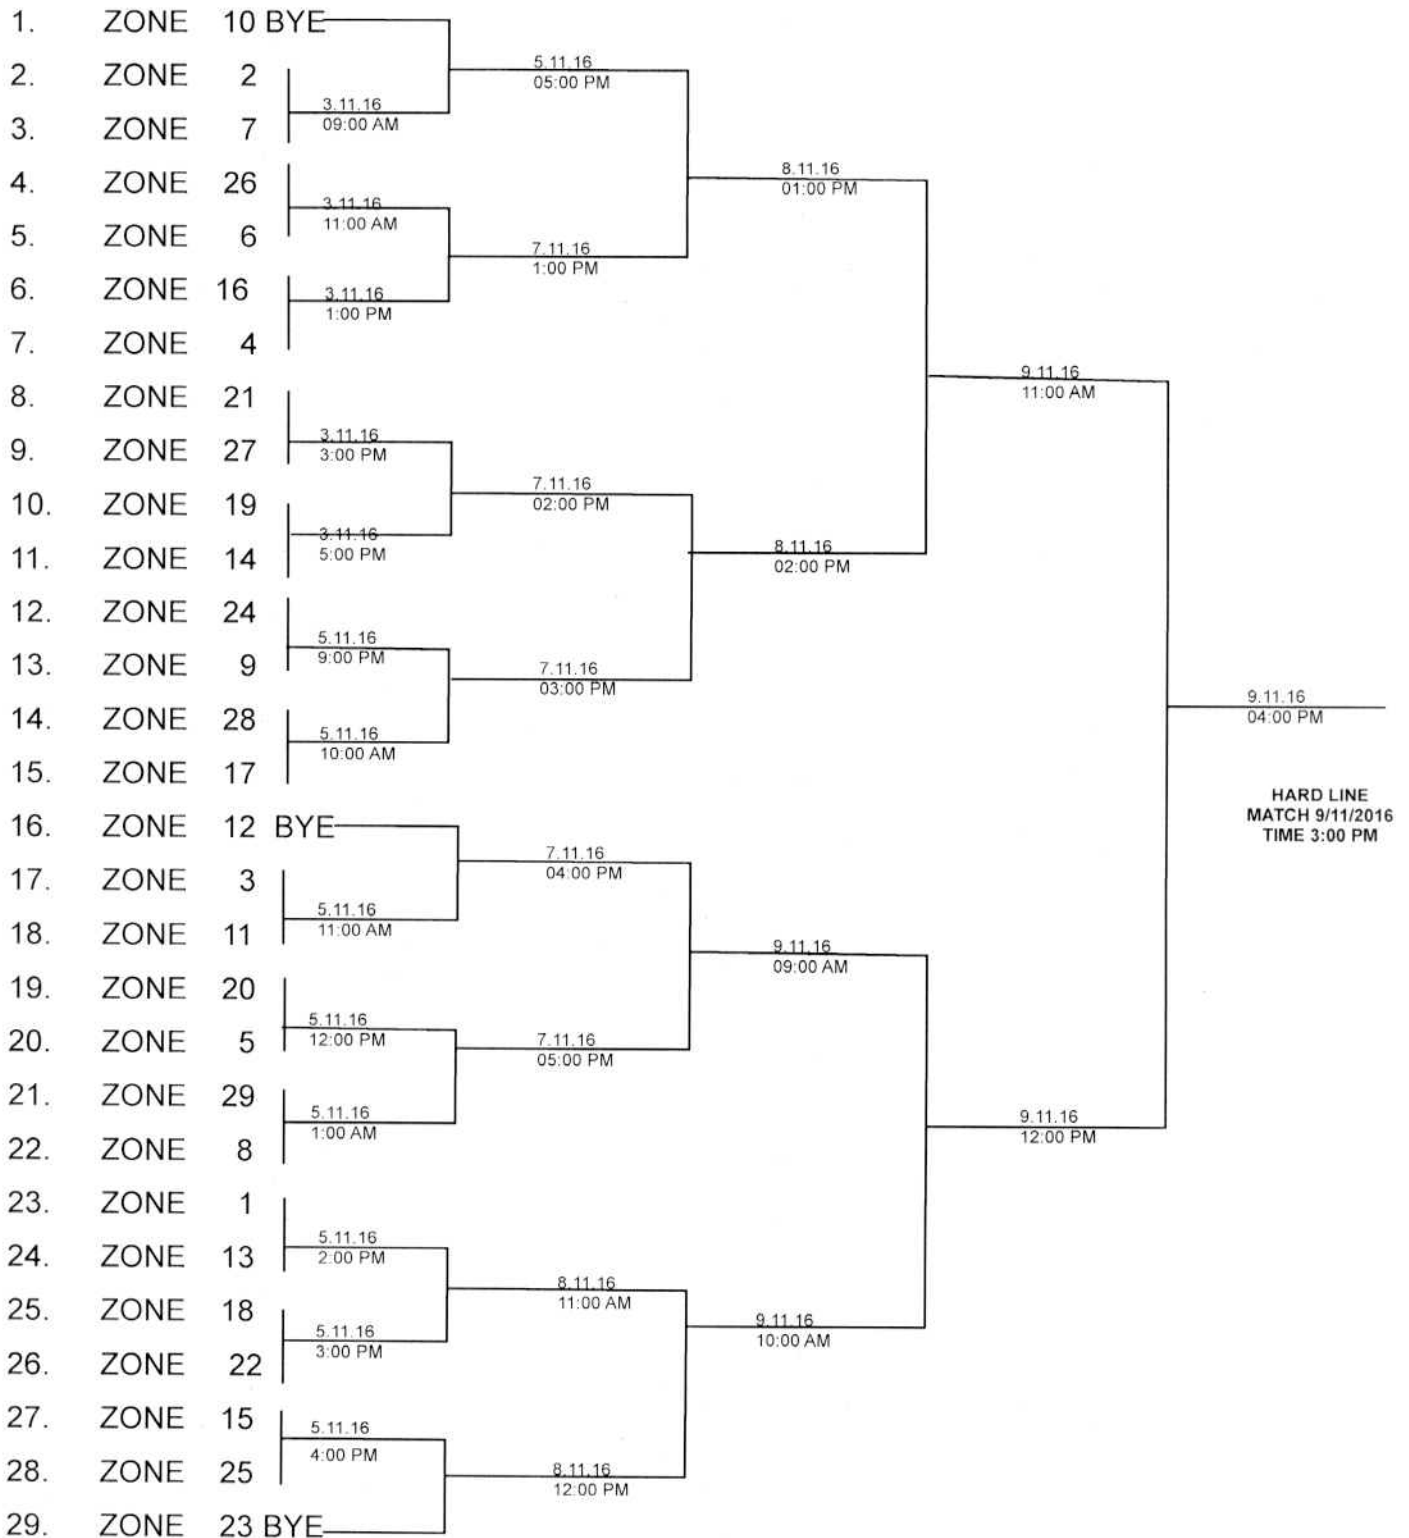 1. ZONE 10 BYE
2. ZONE 2
3. ZONE 7
4. ZONE 26
5. ZONE 6
6. ZONE 16
7. ZONE 4
8. ZONE 21
9. ZONE 27
10. ZONE 19
11. ZONE 14
12. ZONE 24
13. ZONE 9
14. ZONE 28
15. ZONE 17
16. ZONE 12 BYE
17. ZONE 3
18. ZONE 11
19. ZONE 20
20. ZONE 5
21. ZONE 29
22. ZONE 8
23. ZONE 1
24. ZONE 13
25. ZONE 18
26. ZONE 22
27. ZONE 15
28. ZONE 25
29. ZONE 23 BYE
3.11.16
09:00 AM
3.11.16
11:00 AM
3.11.16
1:00 PM
3.11.16
3:00 PM
3.11.16
5:00 PM
5.11.16
9:00 PM
5.11.16
10:00 AM
5.11.16
11:00 AM
5.11.16
12:00 PM
5.11.16
1:00 AM
5.11.16
2:00 PM
5.11.16
3:00 PM
5.11.16
4:00 PM
5.11.16
05:00 PM
7.11.16
1:00 PM
7.11.16
02:00 PM
7.11.16
03:00 PM
7.11.16
04:00 PM
7.11.16
05:00 PM
8.11.16
11:00 AM
8.11.16
12:00 PM
8.11.16
01:00 PM
8.11.16
02:00 PM
9.11.16
09:00 AM
9.11.16
10:00 AM
9.11.16
11:00 AM
9.11.16
12:00 PM
9.11.16
04:00 PM
HARD LINE
MATCH 9/11/2016
TIME 3:00 PM